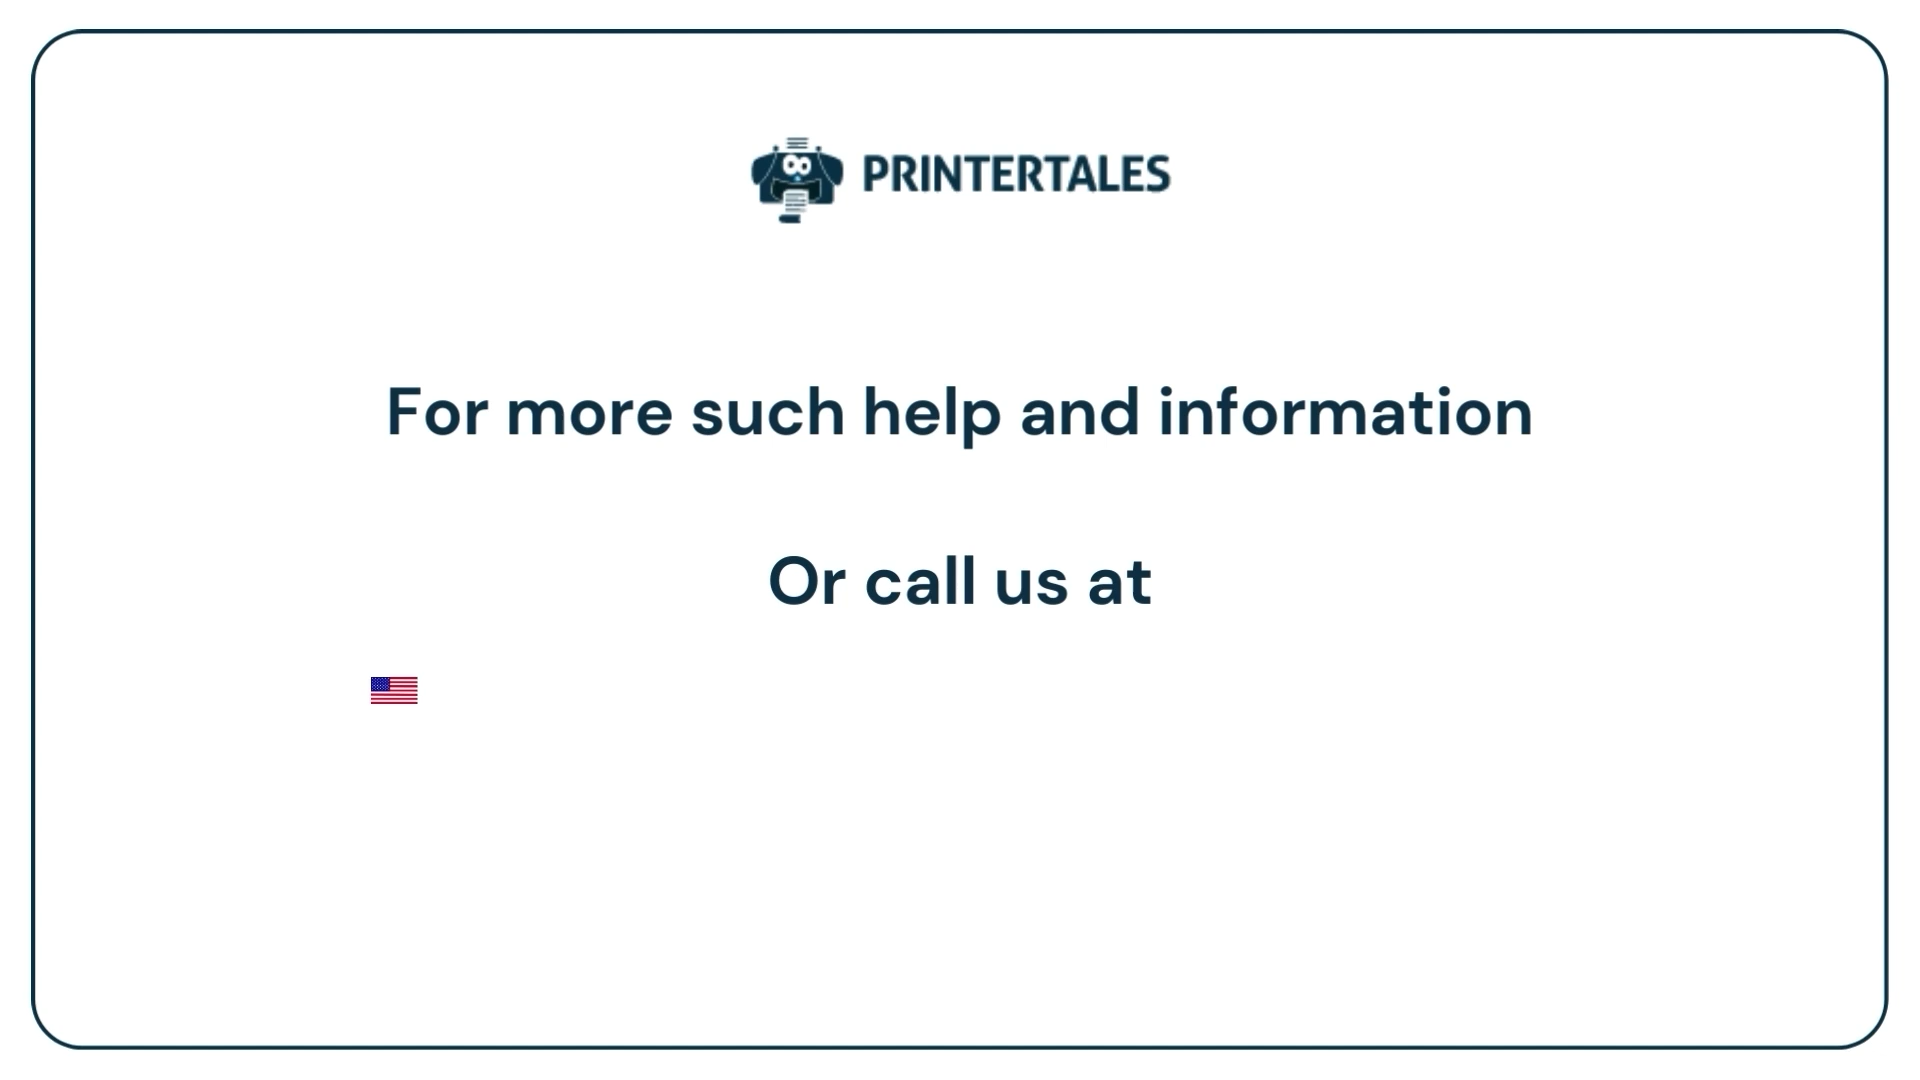 PRINTERTALES
For more such help and information
Or call us at